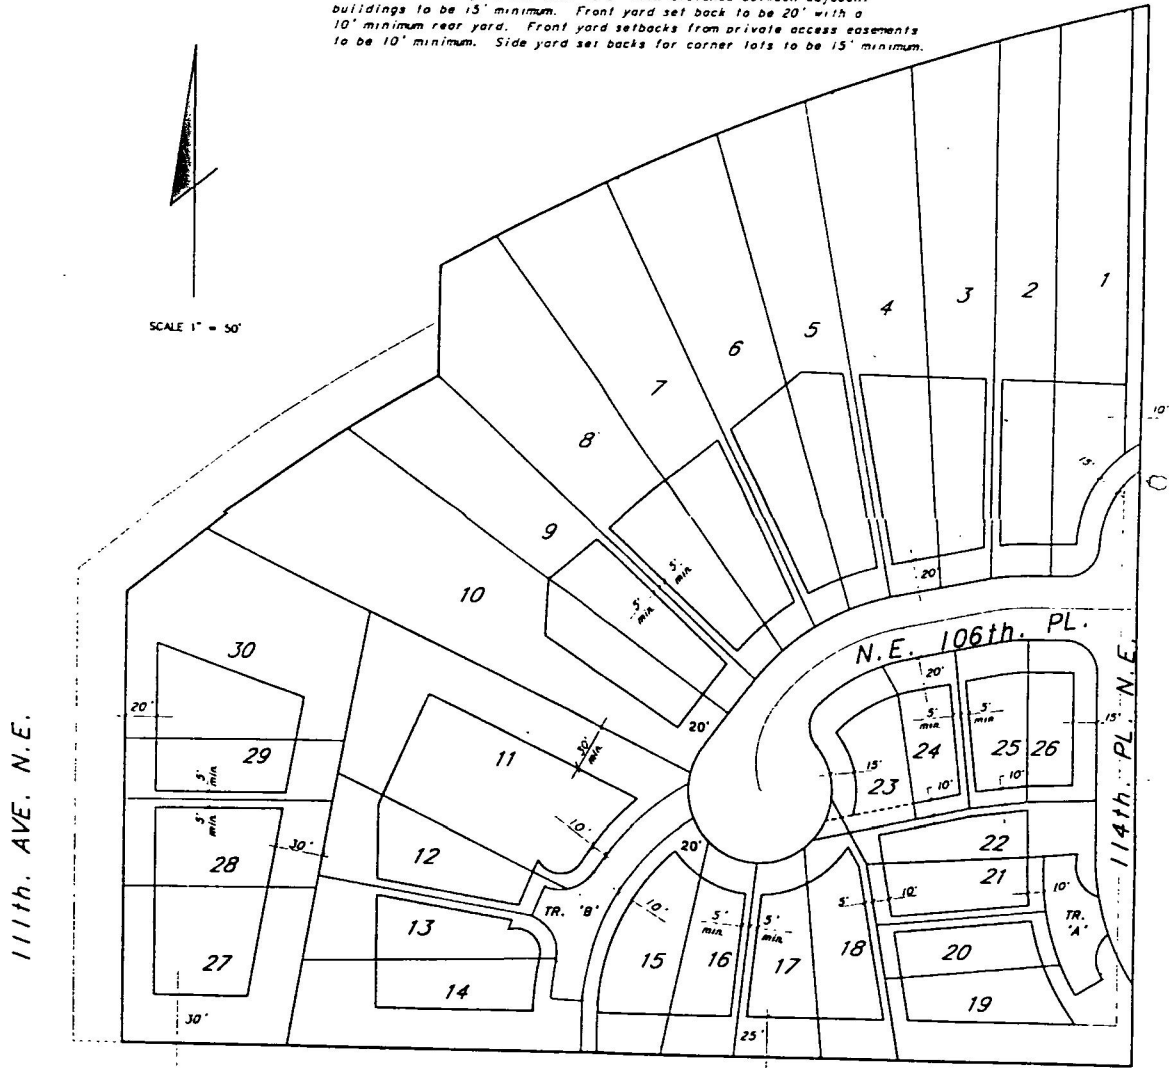 buildings to be 15' minimum. Front yard set back to be 20' with a
10' minimum rear yard. Front yard setbacks from private access easements
to be 10' minimum. Side yard set backs for corner lots to be 15' minimum.
SCALE 1" = 50'
1
2
3
4
5
6
7
8
9
10
10'
15'
5' min.
5' min.
20'
N.E. 106th. PL.
30
20'
29
5' min
5' min
28
30'
27
30'
111th. AVE. N.E.
11
30' min
20'
10'
12
13
14
TR. 'B'
20'
10'
15
5' min
16
5' min.
17
25'
18
5'
10'
20'
5' min
5' min
15'
15'
23
24
10'
25
10'
26
22
21
10'
TR. 'A'
20
19
114th. PL. N.E.